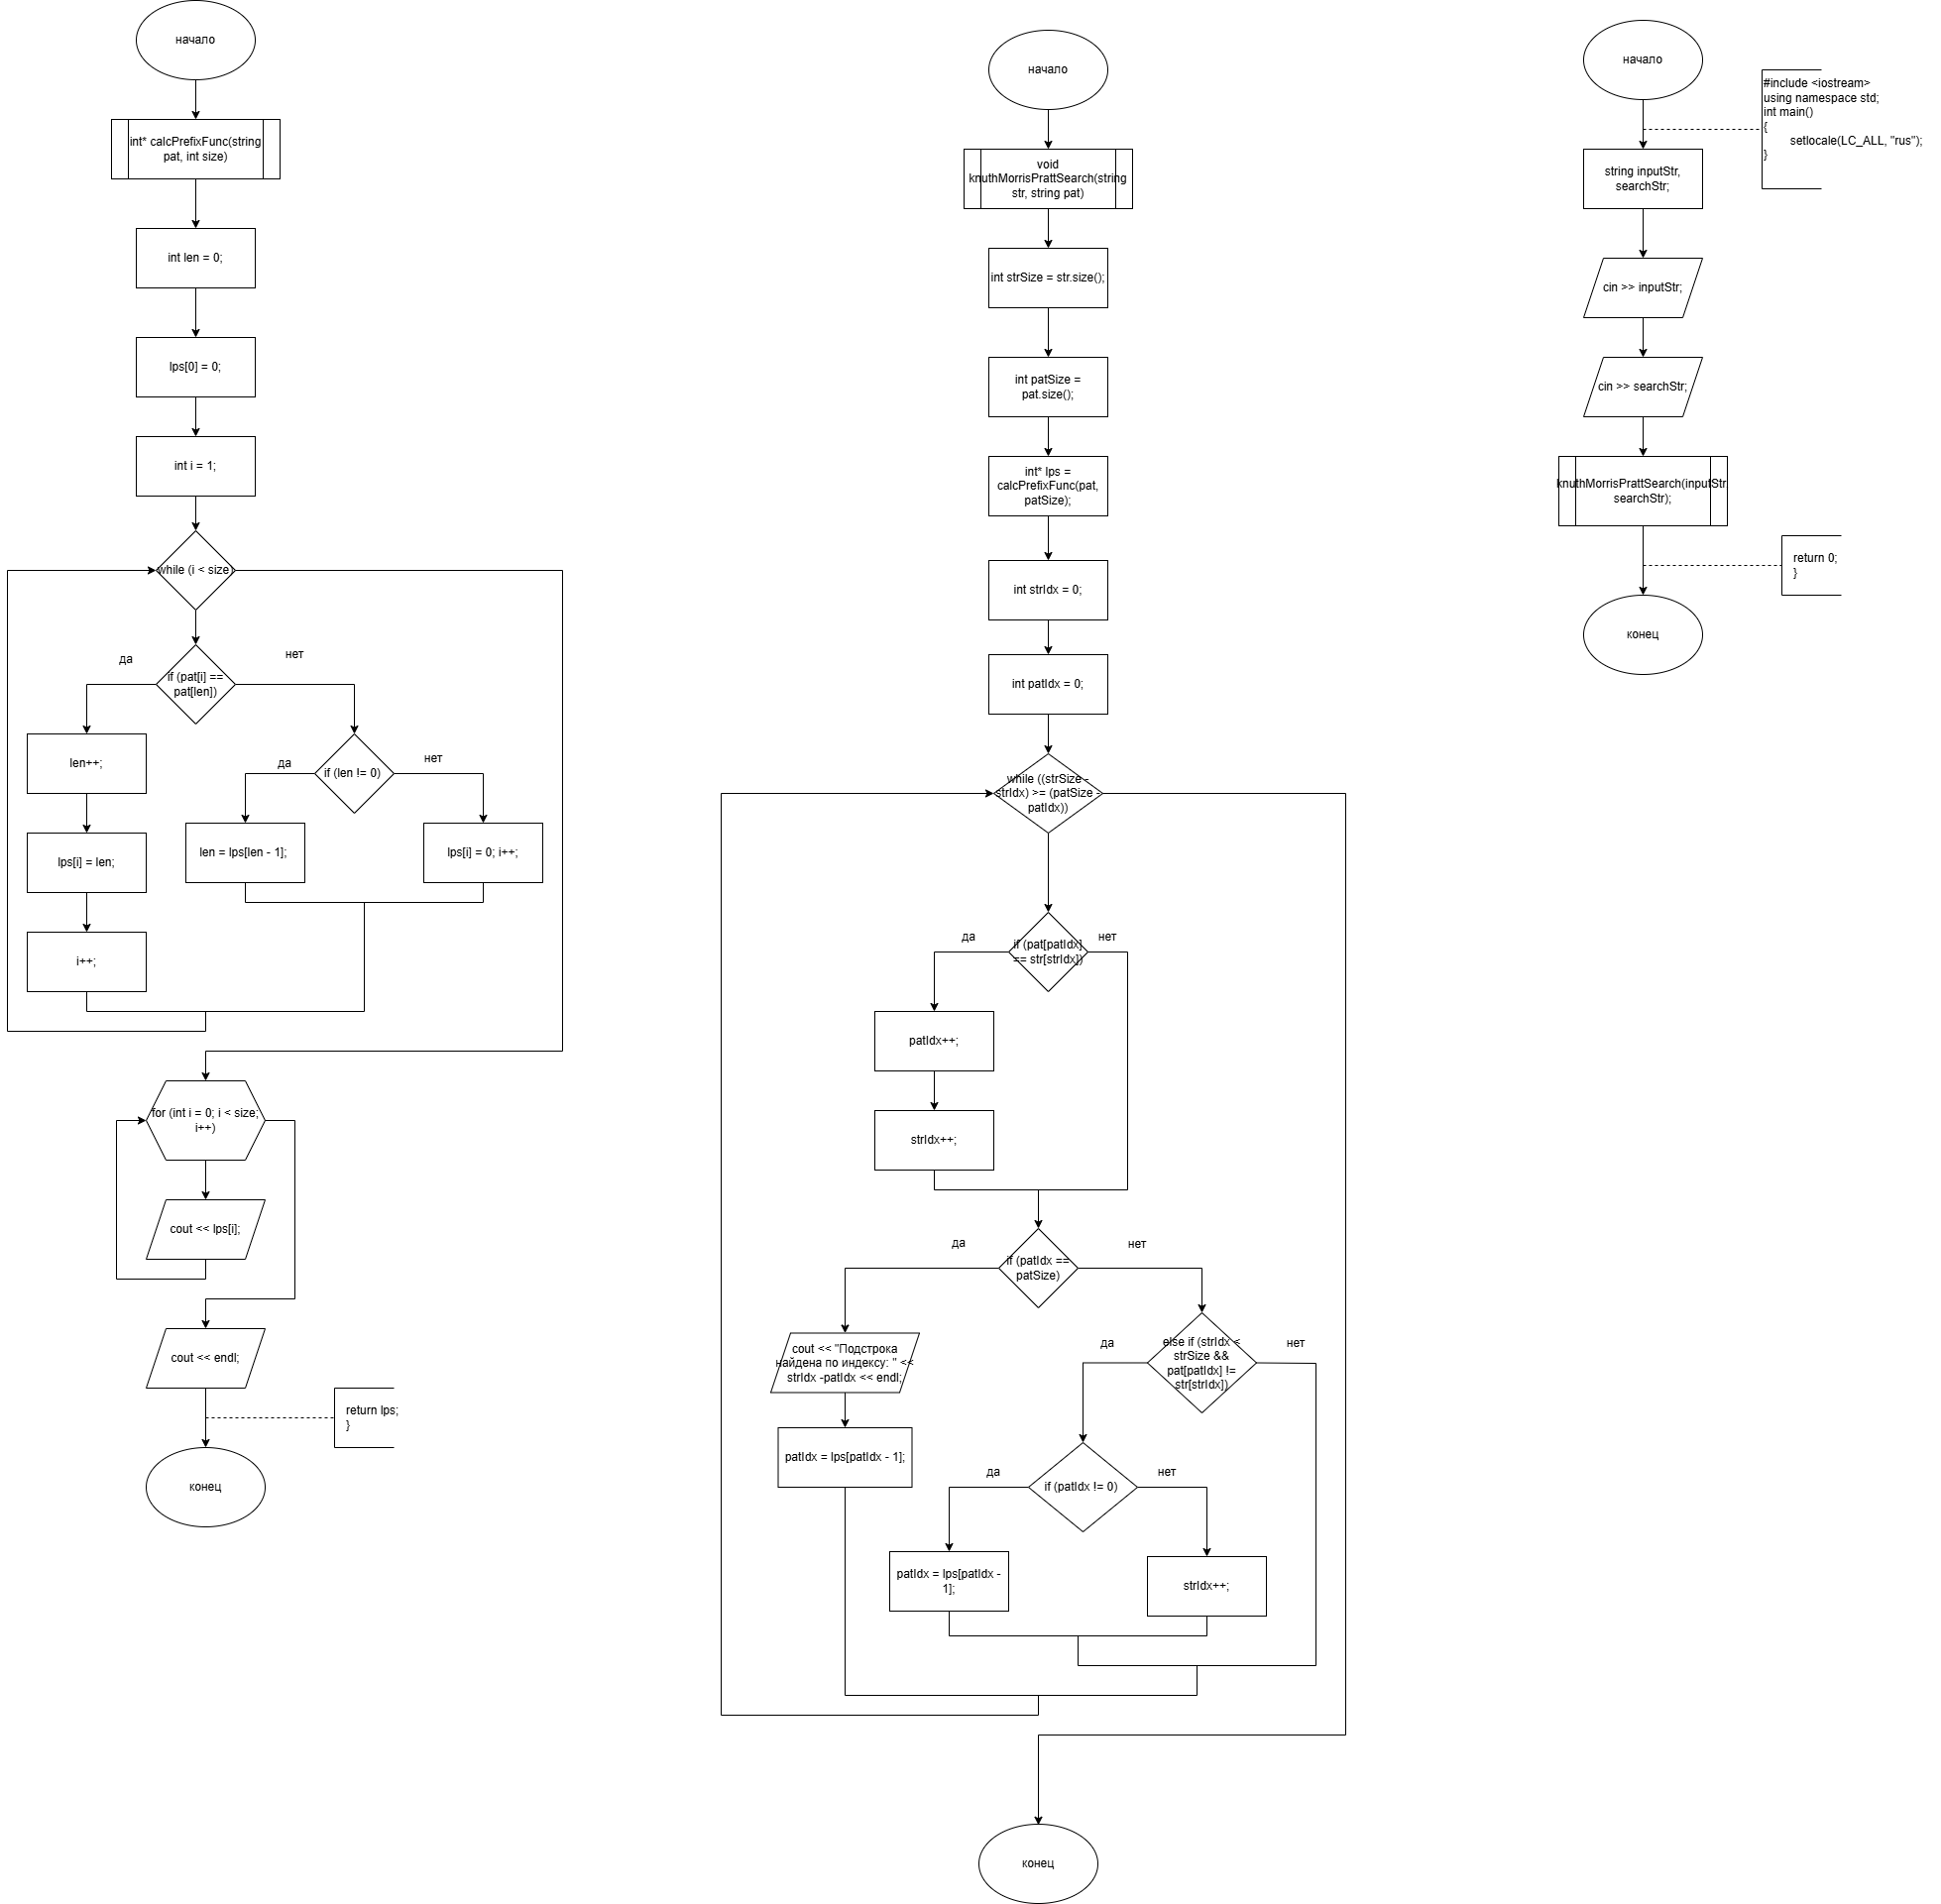 начало
int* calcPrefixFunc(string
pat, int size)
int len = 0;
lps[0] = 0;
int i = 1;
while (i < size)
да
нет
if (pat[i] ==
pat[len])
len++;
да
if (len != 0)
нет
lps[i] = len;
len = lps[len - 1];
lps[i] = 0; i++;
i++;
for (int i = 0; i < size;
i++)
cout << lps[i];
cout << endl;
return lps;
}
конец
начало
void
knuthMorrisPrattSearch(string
str, string pat)
int strSize = str.size();
int patSize =
pat.size();
int* lps =
calcPrefixFunc(pat,
patSize);
int strIdx = 0;
int patIdx = 0;
while ((strSize -
strIdx) >= (patSize -
patIdx))
да
нет
if (pat[patIdx]
== str[strIdx])
patIdx++;
strIdx++;
да
нет
if (patIdx ==
patSize)
cout << "Подстрока
найдена по индексу: " <<
strIdx -patIdx << endl;
да
else if (strIdx <
strSize &&
pat[patIdx] !=
str[strIdx])
нет
patIdx = lps[patIdx - 1];
да
if (patIdx != 0)
нет
patIdx = lps[patIdx -
1];
strIdx++;
конец
начало
#include <iostream>
using namespace std;
int main()
{
setlocale(LC_ALL, "rus");
}
string inputStr,
searchStr;
cin >> inputStr;
cin >> searchStr;
knuthMorrisPrattSearch(inputStr,
searchStr);
return 0;
}
конец